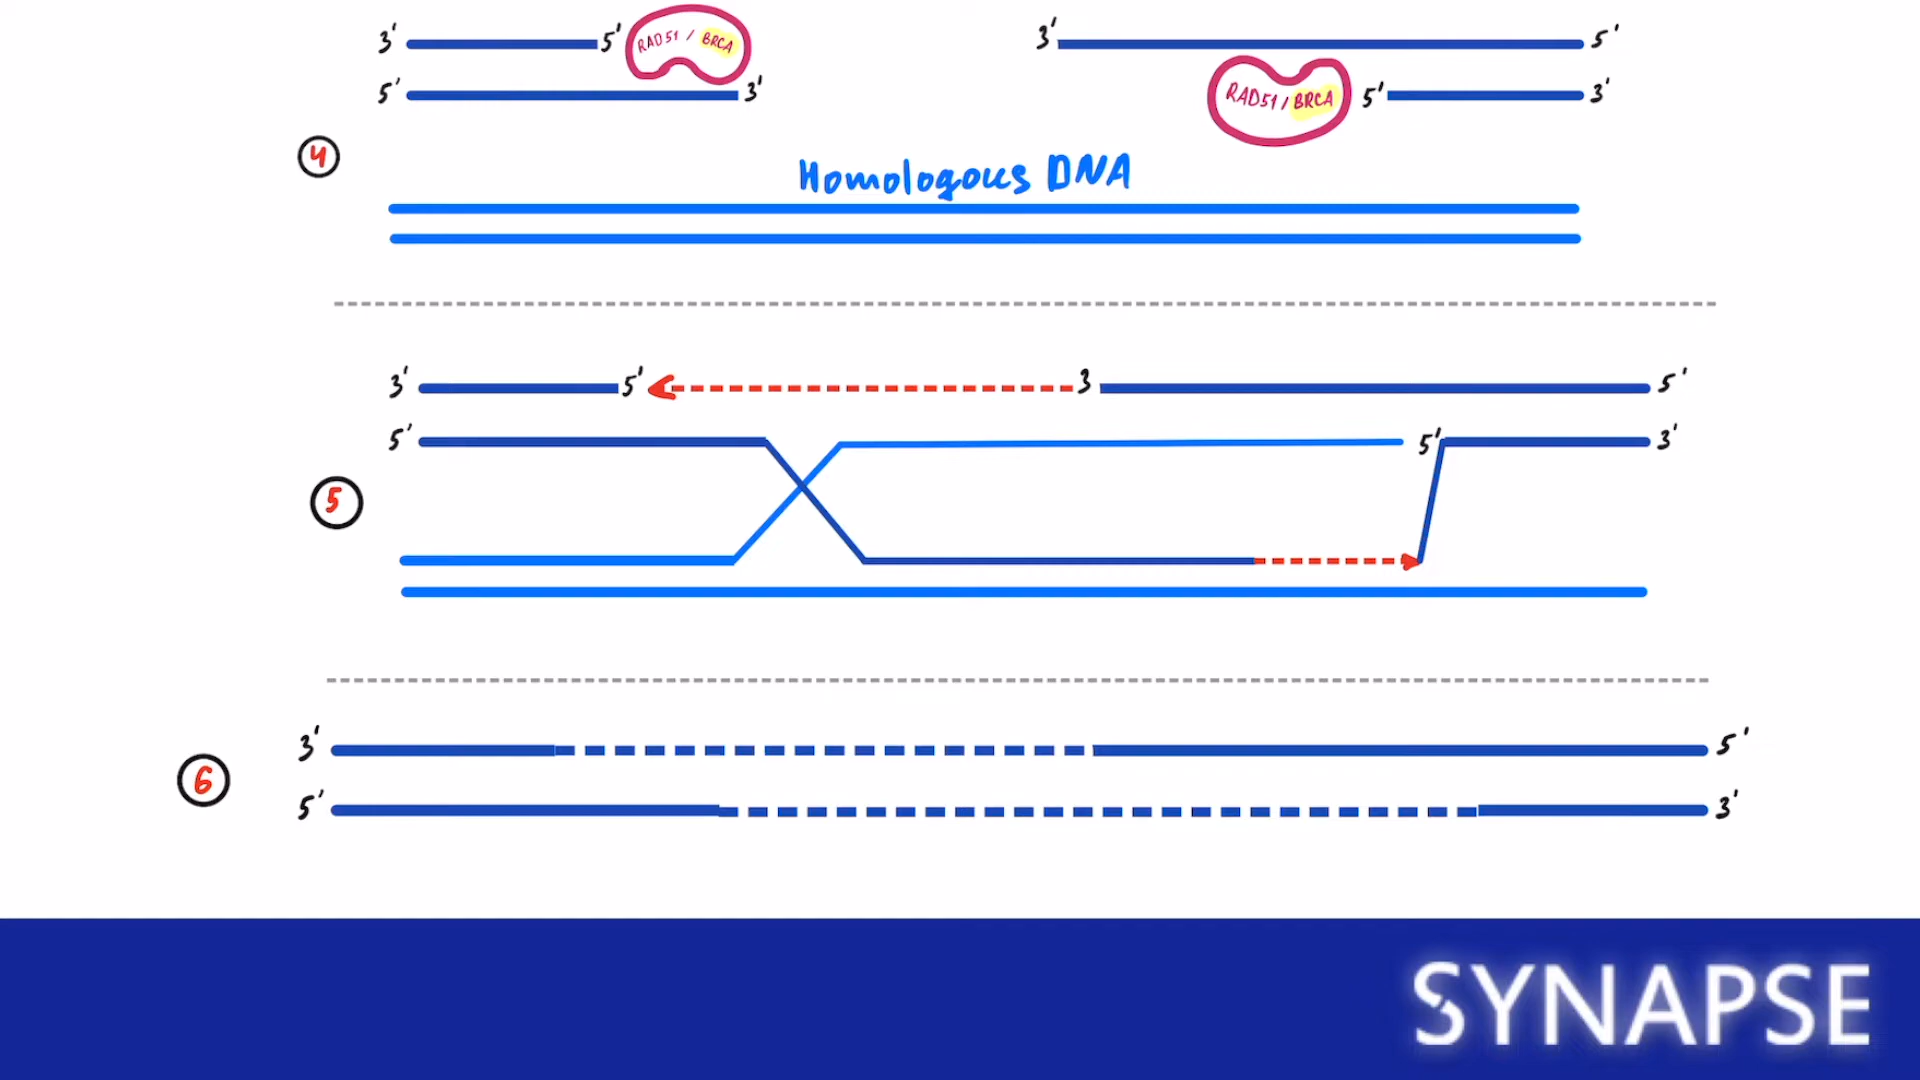 3' 5' RAD51 / BRCA 3' 5'
5' 3' RAD51 / BRCA 5' 3'
4
Homologous DNA
3' 5' 3 5'
5' 5' 3'
5
3' 5'
6
5' 3'
SYNAPSE